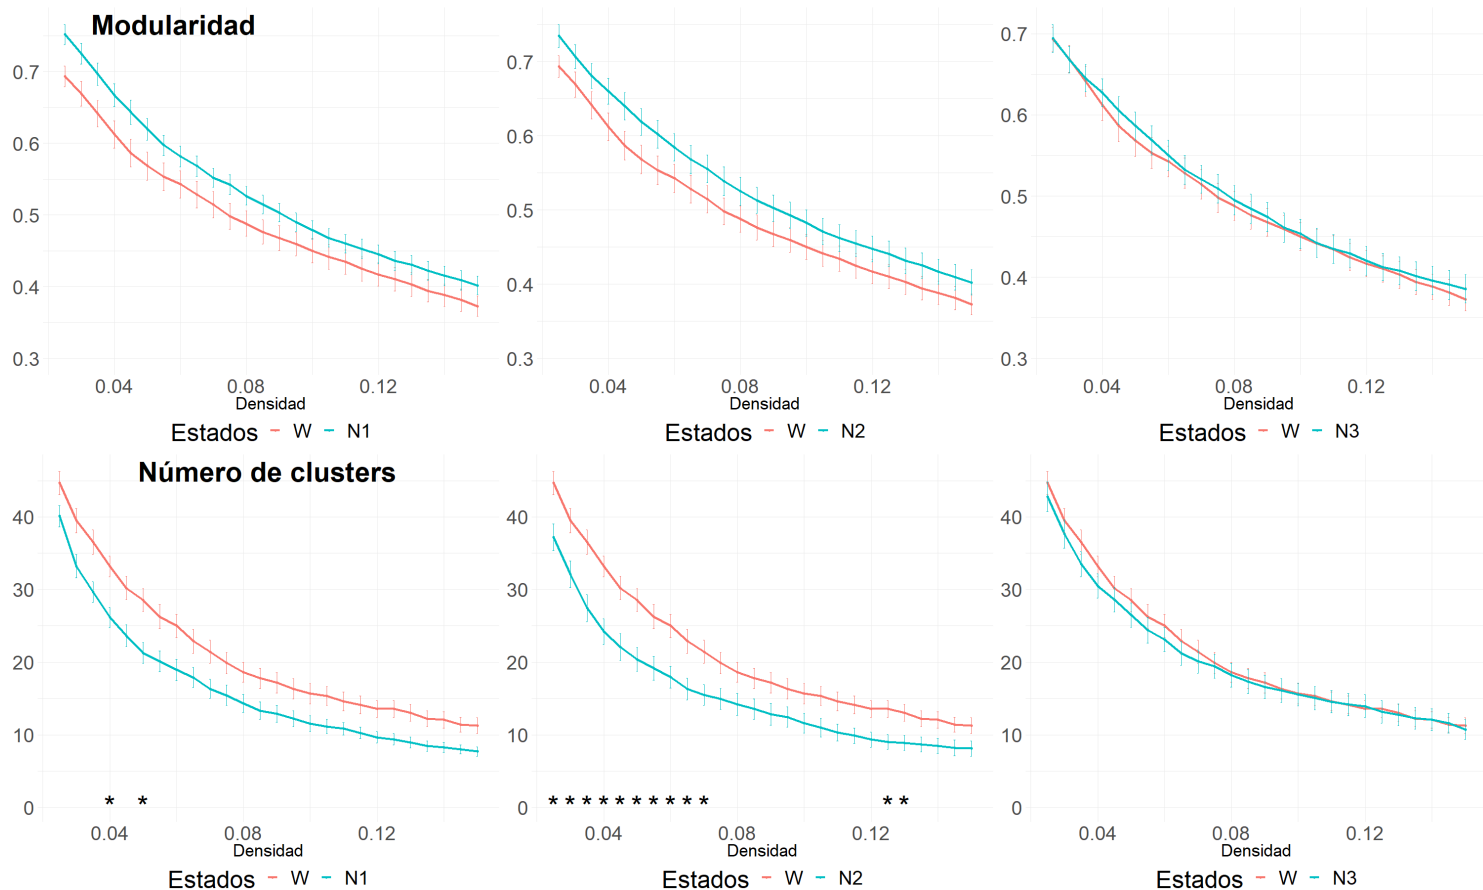 Modularidad
0.7
0.6
0.5
0.4
0.3
0.04 0.08 0.12
Densidad
Estados W N1
0.7
0.6
0.5
0.4
0.3
0.04 0.08 0.12
Densidad
Estados W N2
0.7
0.6
0.5
0.4
0.3
0.04 0.08 0.12
Densidad
Estados W N3
Número de clusters
40
30
20
10
0
* *
0.04 0.08 0.12
Densidad
Estados W N1
40
30
20
10
0
* * * * * * * * * * * *
0.04 0.08 0.12
Densidad
Estados W N2
40
30
20
10
0
0.04 0.08 0.12
Densidad
Estados W N3